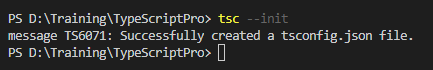 PS D:\Training\TypeScriptPro> tsc --init
message TS6071: Successfully created a tsconfig.json file.
PS D:\Training\TypeScriptPro>